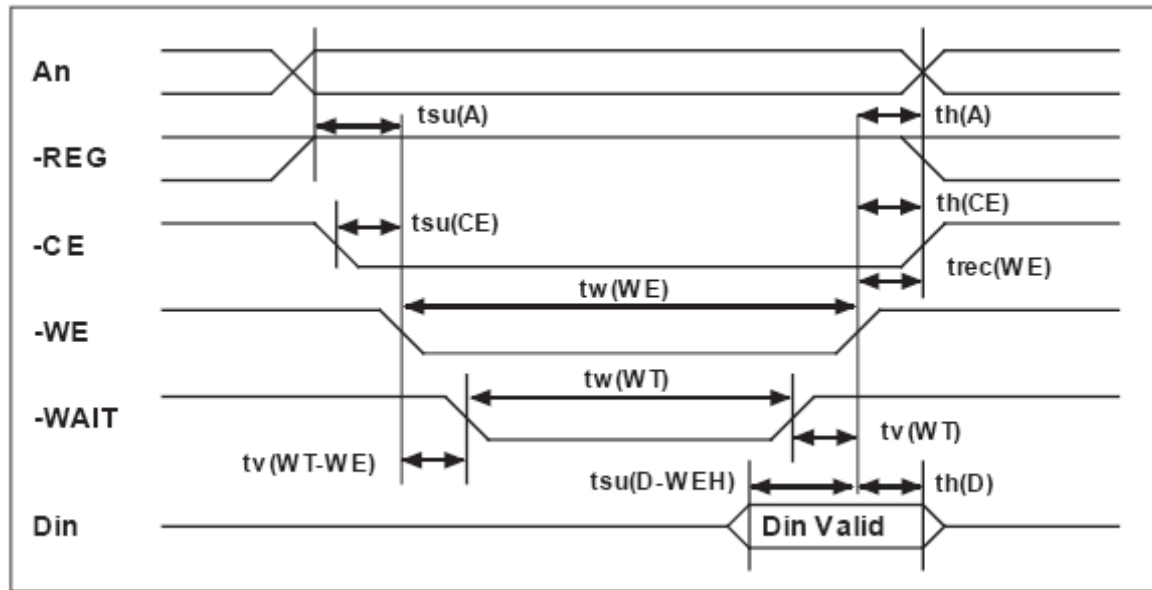 An
tsu(A)
th(A)
-REG
tsu(CE)
th(CE)
-CE
trec(WE)
tw(WE)
-WE
tw(WT)
-WAIT
tv(WT)
tv(WT-WE)
tsu(D-WEH)
th(D)
Din
Din Valid